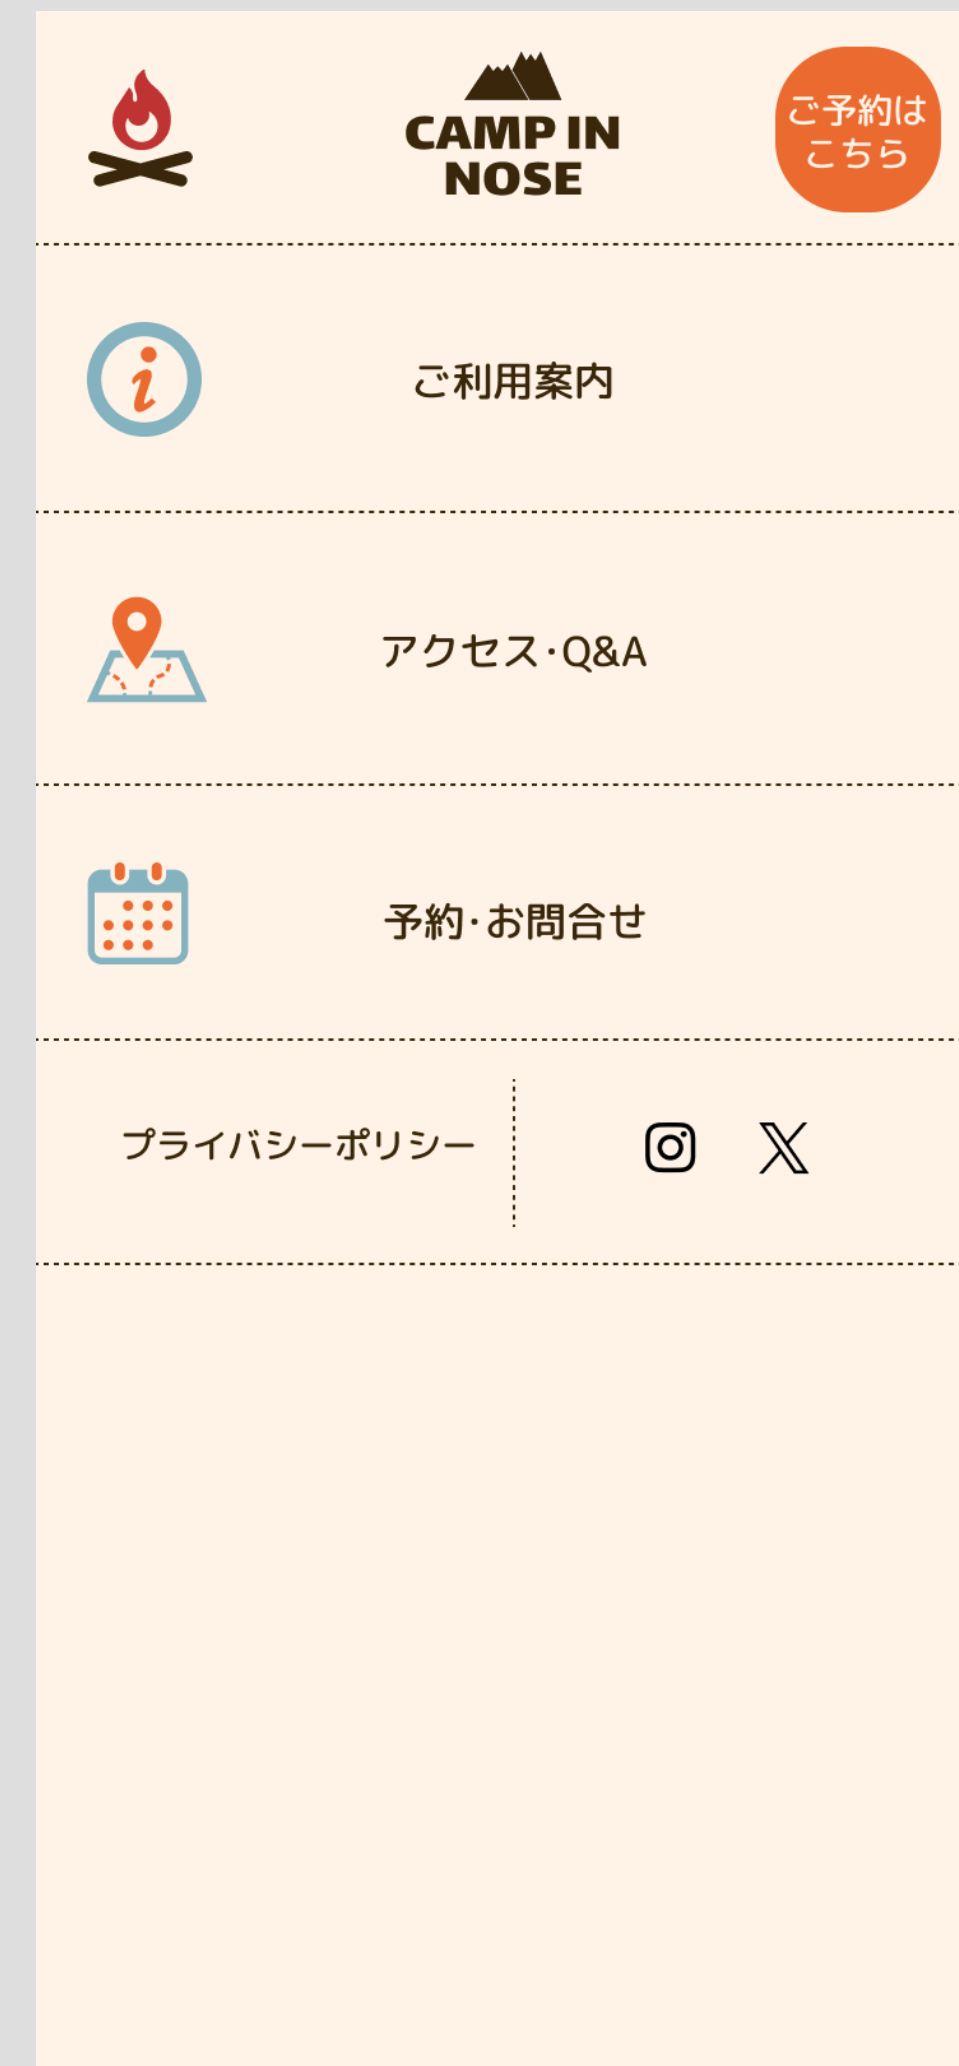 CAMP IN
NOSE
ご予約は
こちら
ご利用案内
アクセス･Q&A
予約･お問合せ
プライバシーポリシー